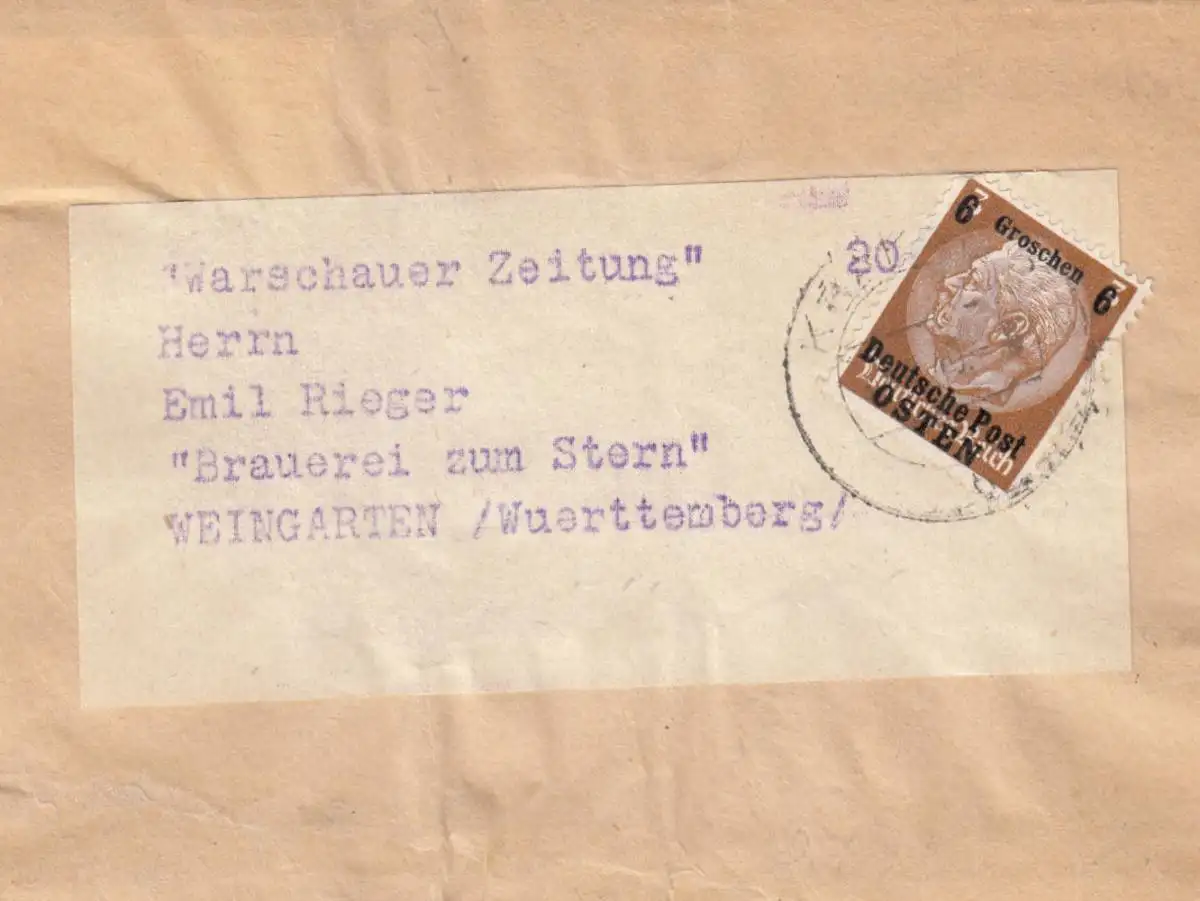 "Warschauer Zeitung" 20
Herrn
Emil Rieger
"Brauerei zum Stern"
WEINGARTEN /Wuerttemberg/
6 Groschen 6
Deutsche Post
OSTEN